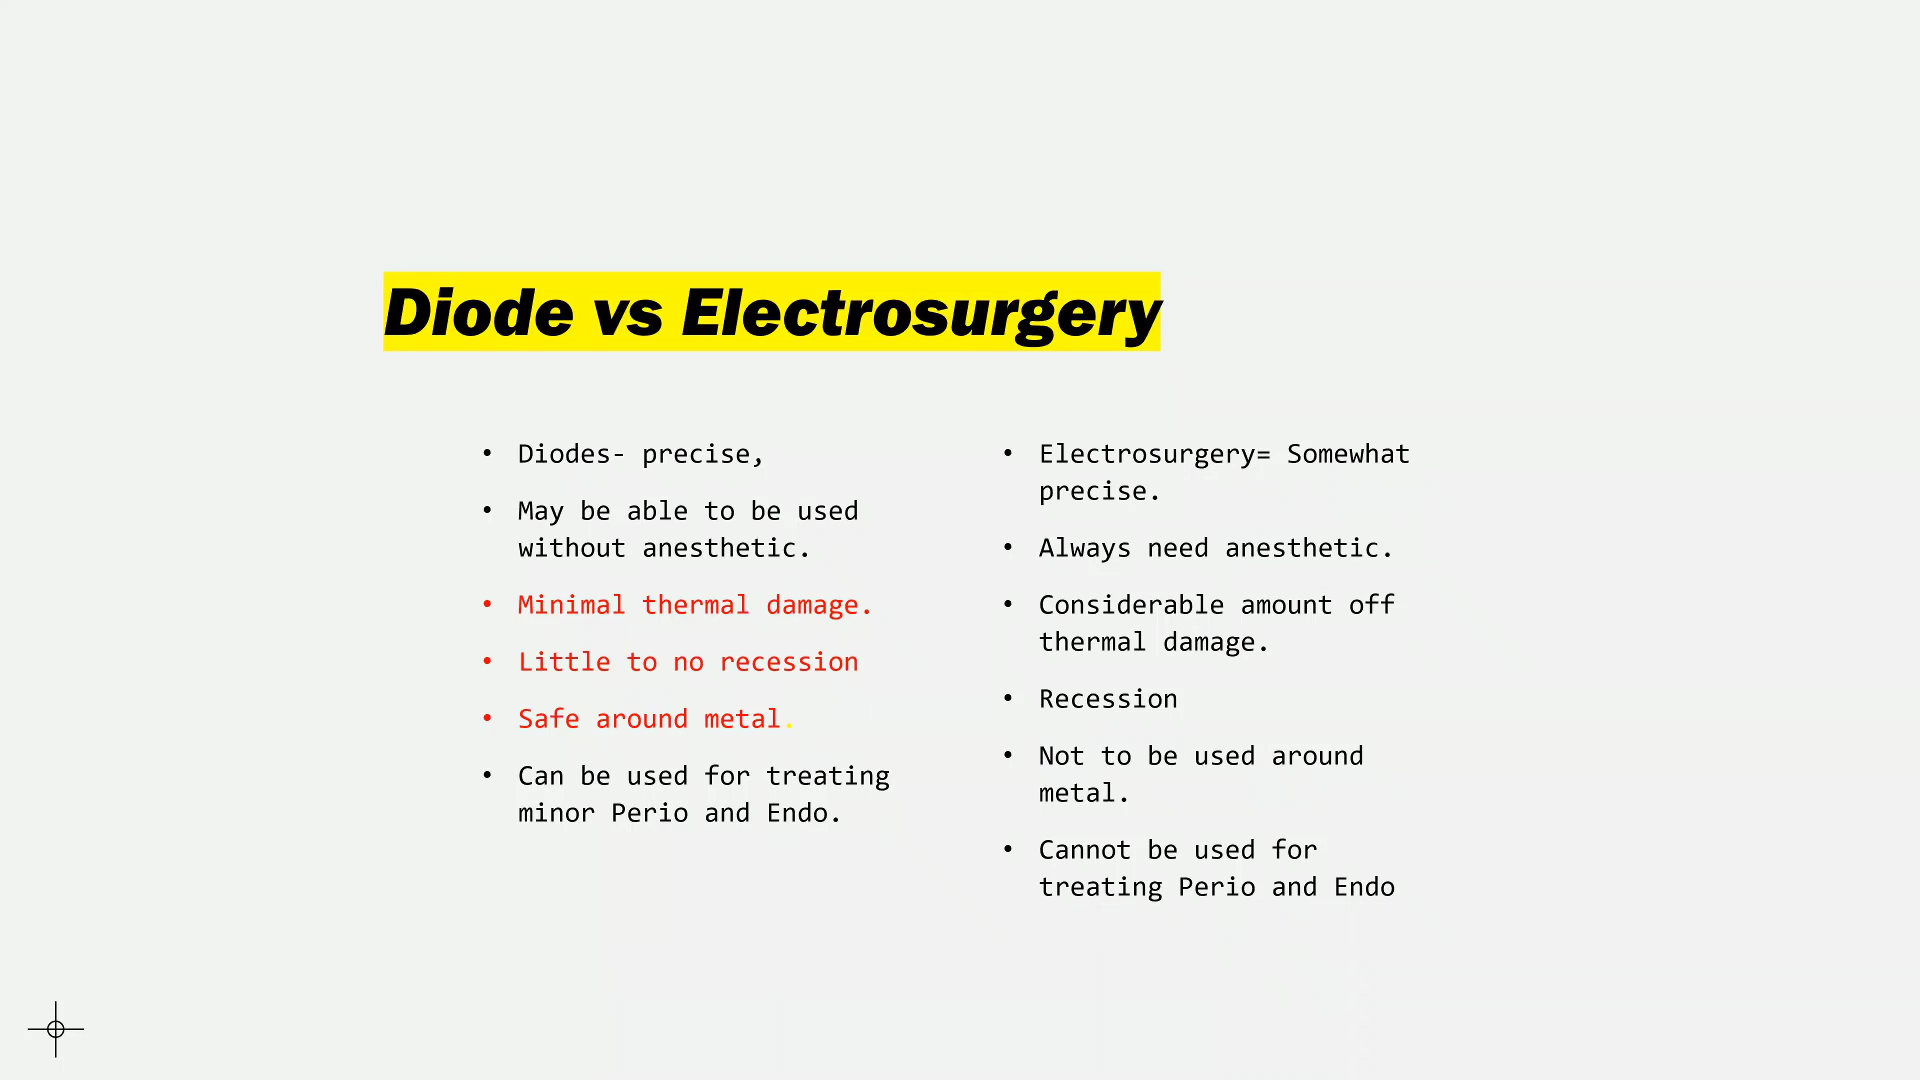 Diode vs Electrosurgery
• Diodes- precise,
• May be able to be used
without anesthetic.
• Minimal thermal damage.
• Little to no recession
• Safe around metal.
• Can be used for treating
minor Perio and Endo.
• Electrosurgery= Somewhat
precise.
• Always need anesthetic.
• Considerable amount off
thermal damage.
• Recession
• Not to be used around
metal.
• Cannot be used for
treating Perio and Endo